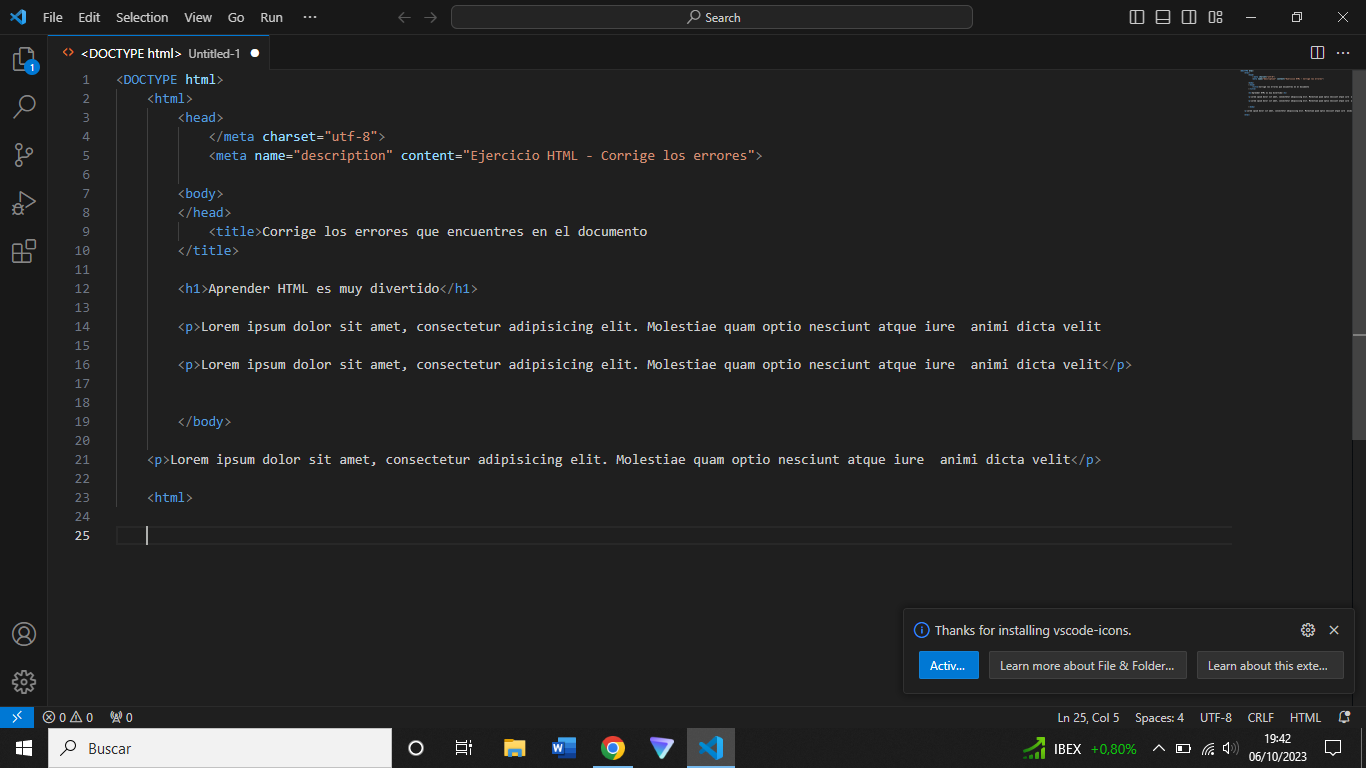 File Edit Selection View Go Run ··· Search
<DOCTYPE html> Untitled-1
1 <DOCTYPE html>
2 <html>
3 <head>
4 </meta charset="utf-8">
5 <meta name="description" content="Ejercicio HTML - Corrige los errores">
6
7 <body>
8 </head>
9 <title>Corrige los errores que encuentres en el documento
10 </title>
11
12 <h1>Aprender HTML es muy divertido</h1>
13
14 <p>Lorem ipsum dolor sit amet, consectetur adipisicing elit. Molestiae quam optio nesciunt atque iure  animi dicta velit
15
16 <p>Lorem ipsum dolor sit amet, consectetur adipisicing elit. Molestiae quam optio nesciunt atque iure  animi dicta velit</p>
17
18
19 </body>
20
21 <p>Lorem ipsum dolor sit amet, consectetur adipisicing elit. Molestiae quam optio nesciunt atque iure  animi dicta velit</p>
22
23 <html>
24
25
1
Thanks for installing vscode-icons.
Activ... Learn more about File & Folder... Learn about this exte...
0 0 0 Ln 25, Col 5 Spaces: 4 UTF-8 CRLF HTML
Buscar IBEX +0,80% 19:42
06/10/2023